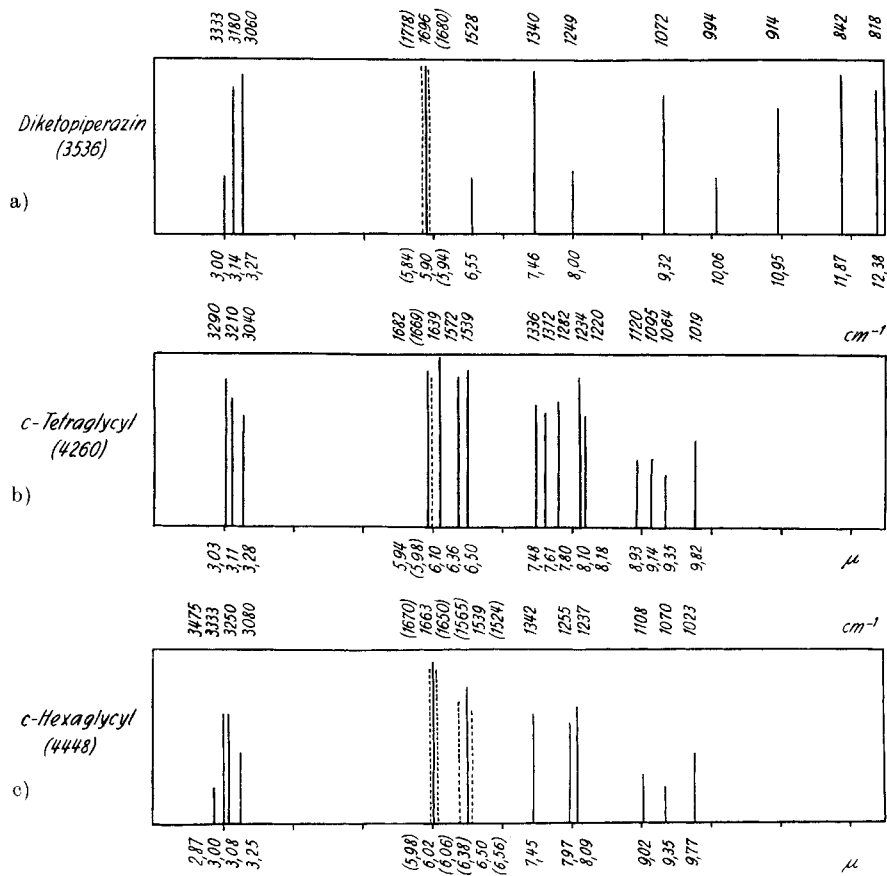 3333 3180 3060 (1718) 1696 (1680) 1528 1340 1249 1072 994 914 842 818
Diketopiperazin
(3536)
a)
3,00 3,14 3,27 (5,84) 5,90 (5,94) 6,55 7,46 8,00 9,32 10,06 10,95 11,87 12,38
3290 3210 3040 1682 (1669) 1639 1572 1539 1336 1312 1282 1234 1220 1120 1095 1064 1019 cm⁻¹
c-Tetraglycyl
(4260)
b)
3,03 3,11 3,28 5,94 (5,98) 6,10 6,36 6,50 7,48 7,61 7,80 8,10 8,18 8,93 9,14 9,35 9,82 μ
3475 3333 3250 3080 (1670) 1663 (1650) (1565) 1539 (1524) 1342 1255 1237 1108 1070 1023 cm⁻¹
c-Hexaglycyl
(4448)
c)
2,87 3,00 3,08 3,25 (5,98) 6,02 (6,06) (6,38) 6,50 (6,56) 7,45 7,97 8,09 9,02 9,35 9,77 μ